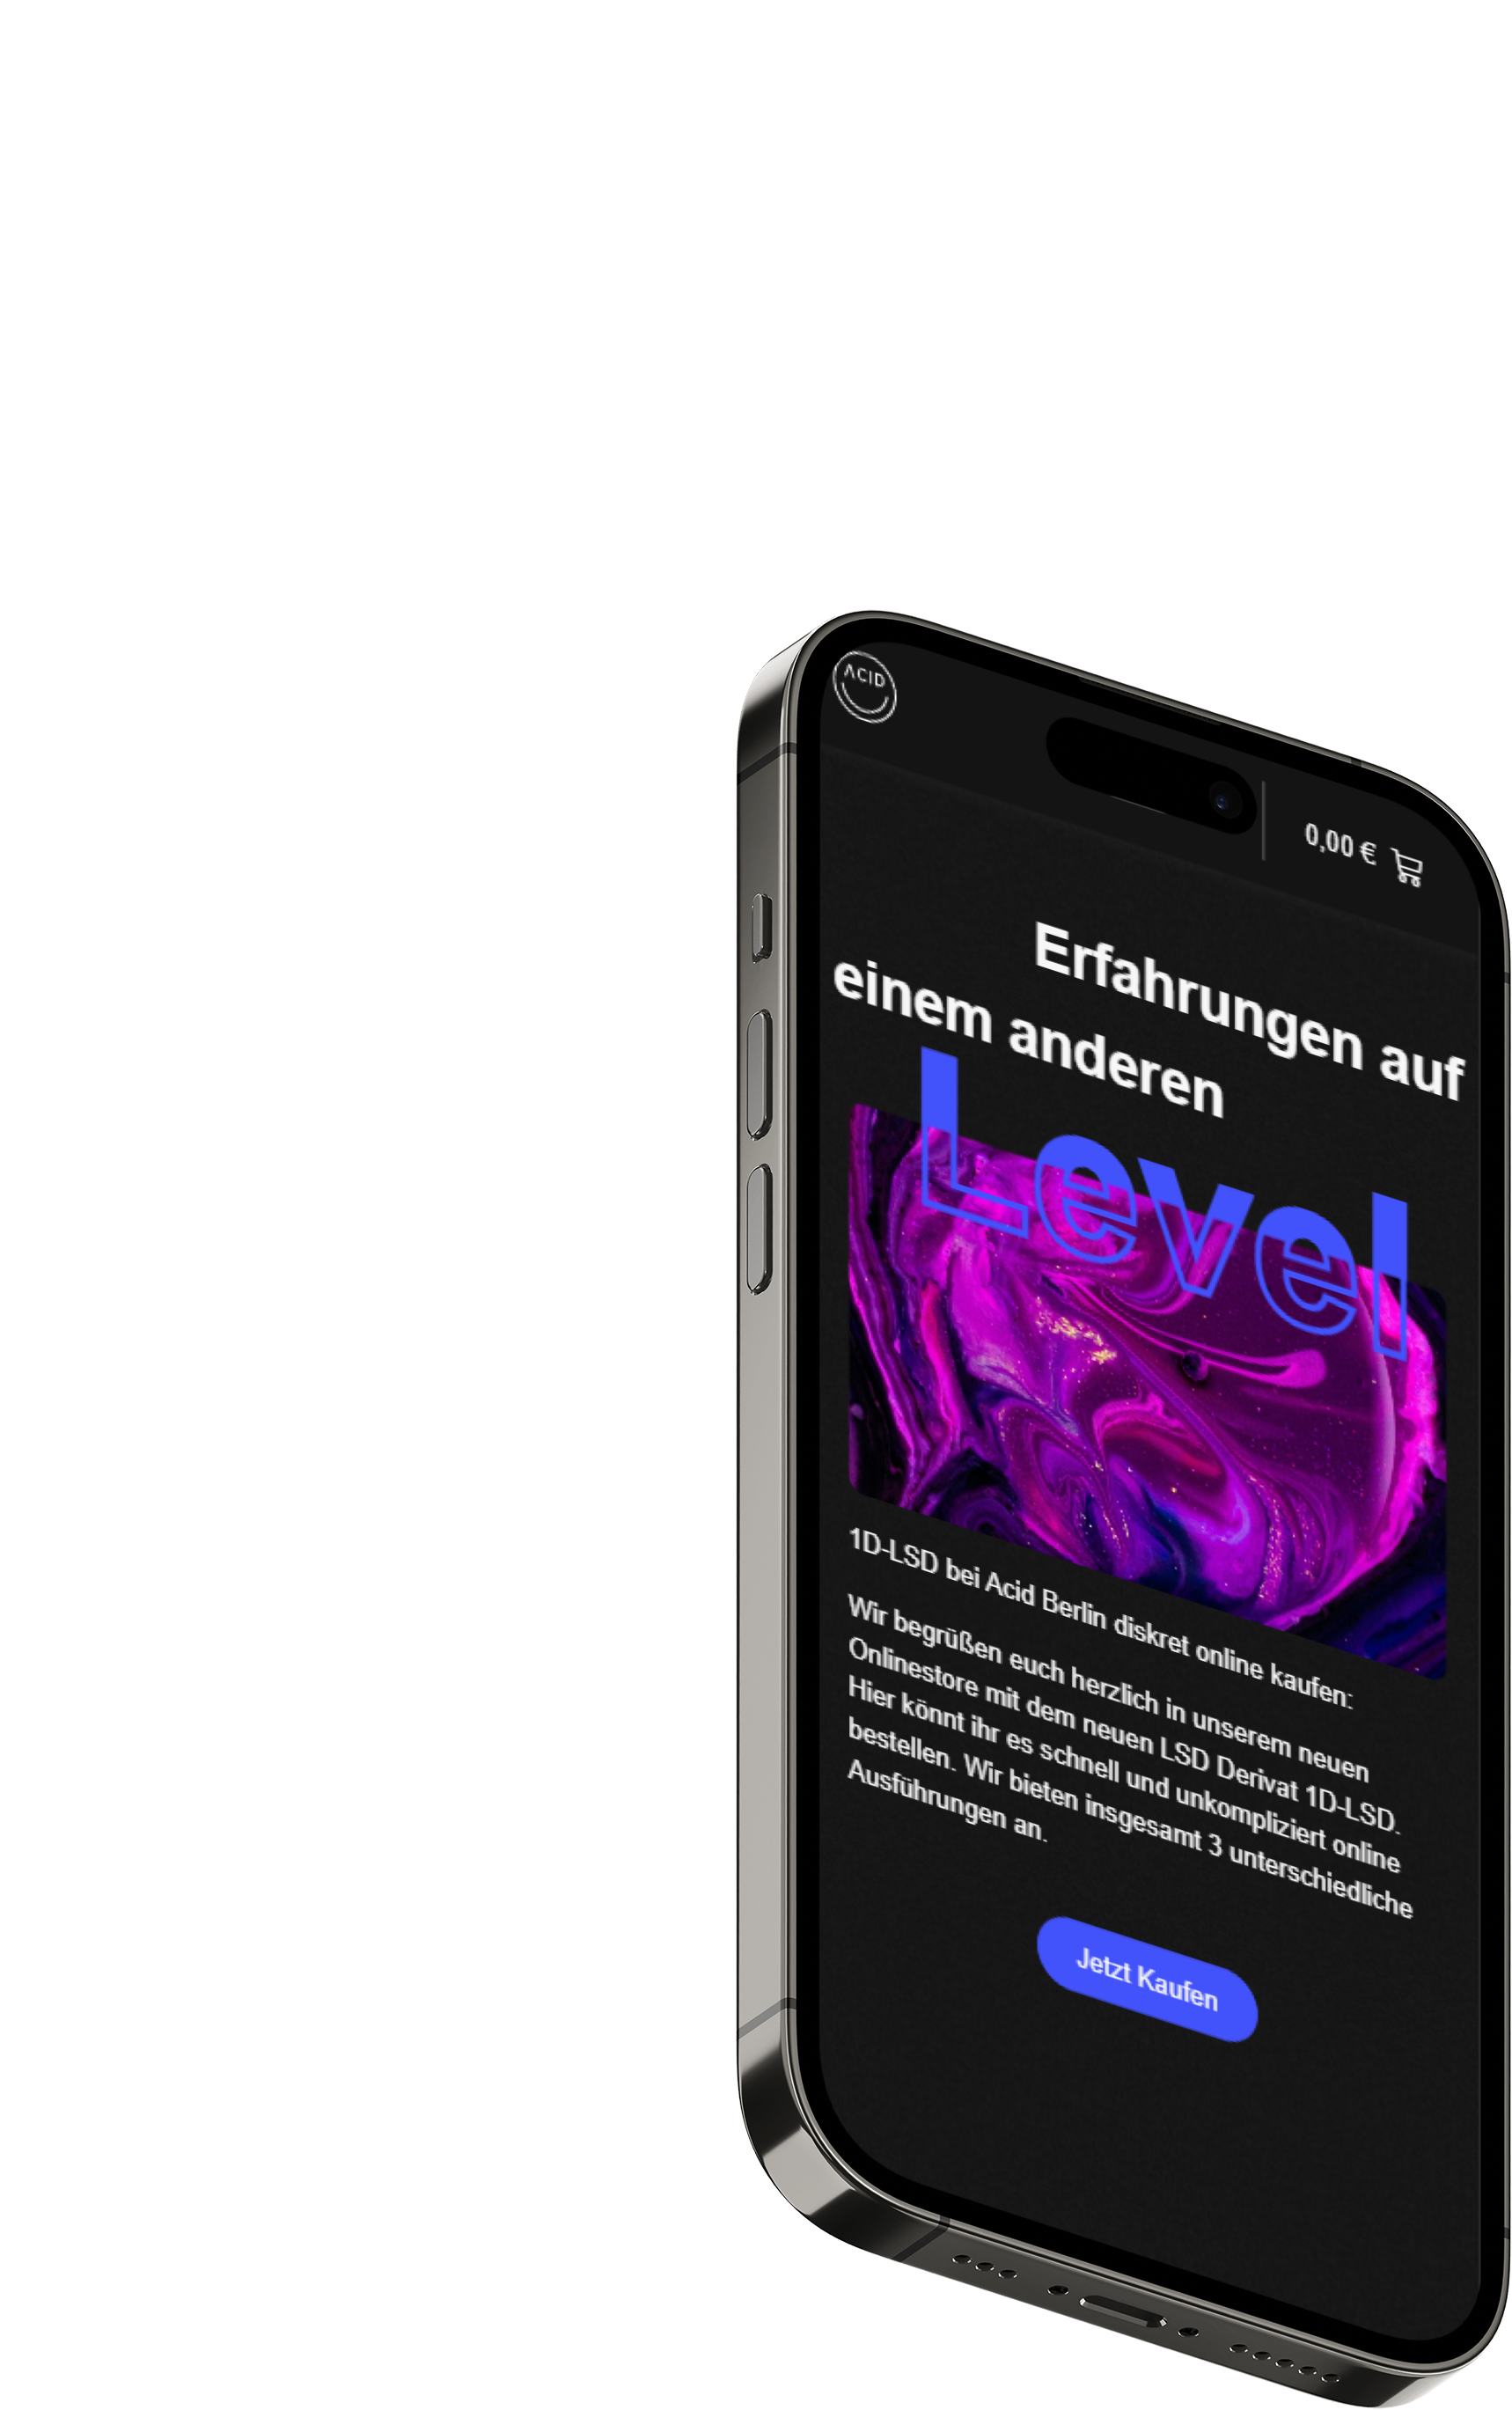 ACID
0,00 €
Erfahrungen auf
einem anderen
Level
1D-LSD bei Acid Berlin diskret online kaufen:
Wir begrüßen euch herzlich in unserem neuen
Onlinestore mit dem neuen LSD Derivat 1D-LSD.
Hier könnt ihr es schnell und unkompliziert online
bestellen. Wir bieten insgesamt 3 unterschiedliche
Ausführungen an.
Jetzt Kaufen